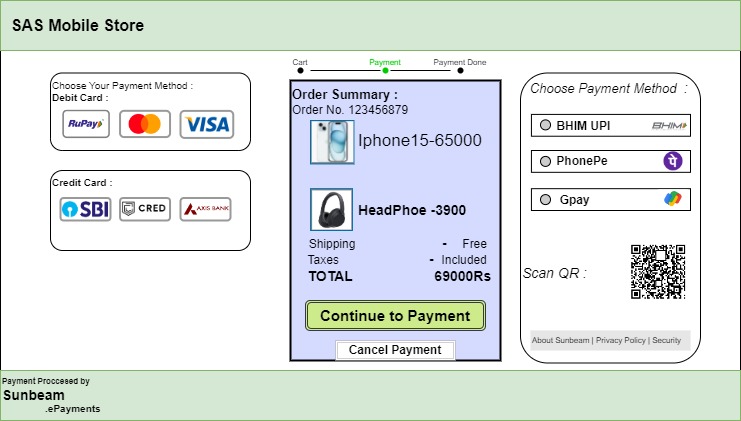 SAS Mobile Store
Cart
Payment
Payment Done
Choose Your Payment Method :
Debit Card :
RuPay
VISA
Credit Card :
SBI
CRED
AXIS BANK
Order Summary :
Order No. 123456879
Iphone15-65000
HeadPhoe -3900
Shipping - Free
Taxes - Included
TOTAL 69000Rs
Continue to Payment
Cancel Payment
Choose Payment Method :
BHIM UPI BHIM
PhonePe पे
Gpay
Scan QR :
About Sunbeam | Privacy Policy | Security
Payment Proccesed by
Sunbeam
.ePayments